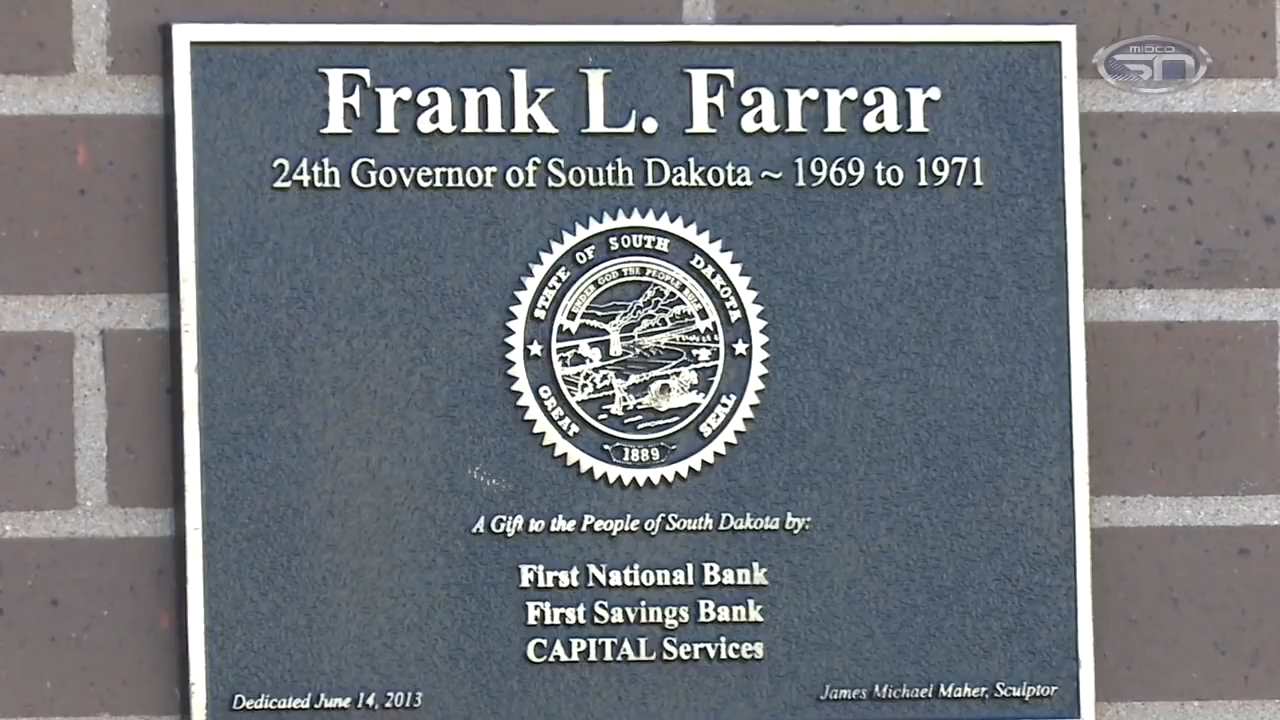 MIDCO
SN
Frank L. Farrar
24th Governor of South Dakota ~ 1969 to 1971
STATE OF SOUTH DAKOTA
UNDER GOD THE PEOPLE RULE
GREAT SEAL
1889
A Gift to the People of South Dakota by:
First National Bank
First Savings Bank
CAPITAL Services
Dedicated June 14, 2013
James Michael Maher, Sculptor